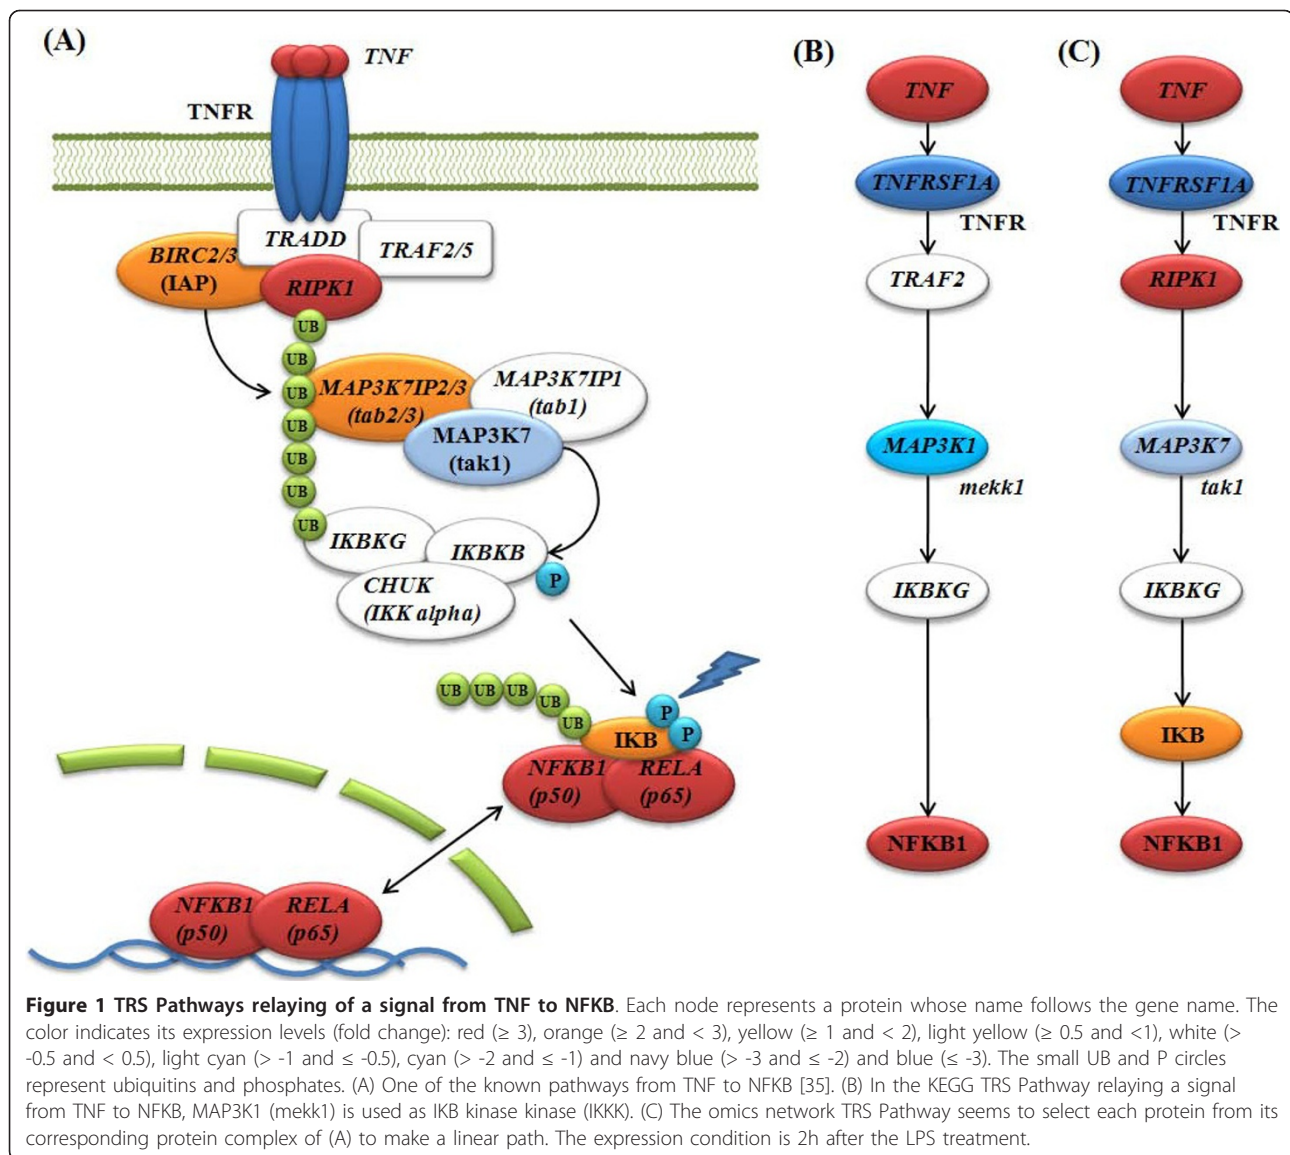 (A)
TNF
TNFR
TRADD
TRAF2/5
BIRC2/3
(IAP)
RIPK1
UB
UB
UB
UB
UB
UB
UB
MAP3K7IP2/3
(tab2/3)
MAP3K7IP1
(tab1)
MAP3K7
(tak1)
IKBKG
IKBKB
CHUK
(IKK alpha)
P
UB
UB
UB
UB
UB
P
P
IKB
NFKB1
(p50)
RELA
(p65)
NFKB1
(p50)
RELA
(p65)
(B)
TNF
TNFRSF1A
TNFR
TRAF2
MAP3K1
mekk1
IKBKG
NFKB1
(C)
TNF
TNFRSF1A
TNFR
RIPK1
MAP3K7
tak1
IKBKG
IKB
NFKB1
Figure 1 TRS Pathways relaying of a signal from TNF to NFKB. Each node represents a protein whose name follows the gene name. The
color indicates its expression levels (fold change): red (≥ 3), orange (≥ 2 and < 3), yellow (≥ 1 and < 2), light yellow (≥ 0.5 and <1), white (>
-0.5 and < 0.5), light cyan (> -1 and ≤ -0.5), cyan (> -2 and ≤ -1) and navy blue (> -3 and ≤ -2) and blue (≤ -3). The small UB and P circles
represent ubiquitins and phosphates. (A) One of the known pathways from TNF to NFKB [35]. (B) In the KEGG TRS Pathway relaying a signal
from TNF to NFKB, MAP3K1 (mekk1) is used as IKB kinase kinase (IKKK). (C) The omics network TRS Pathway seems to select each protein from its
corresponding protein complex of (A) to make a linear path. The expression condition is 2h after the LPS treatment.